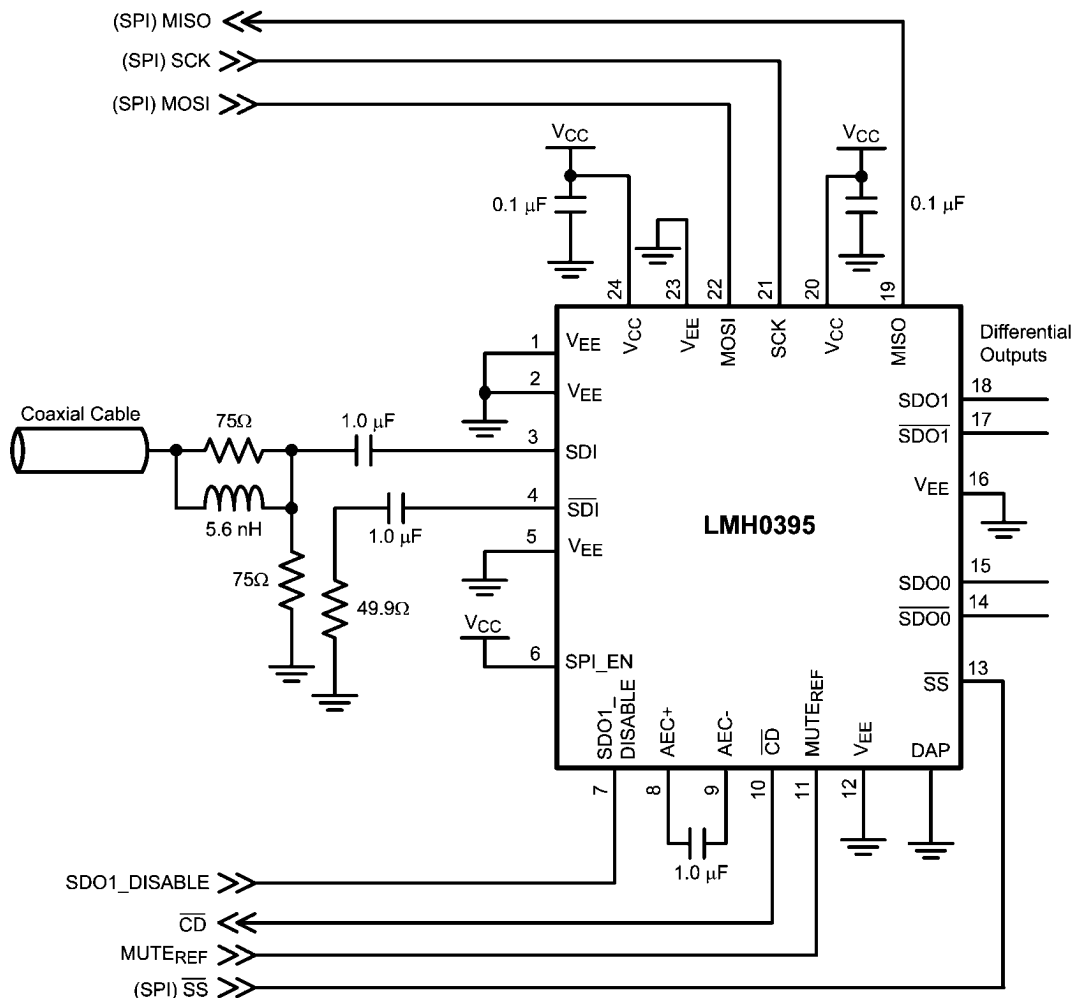 (SPI) MISO
(SPI) SCK
(SPI) MOSI
VCC
VCC
0.1 µF
0.1 µF
24
23
22
21
20
19
VCC
VEE
MOSI
SCK
VCC
MISO
Differential
Outputs
1
VEE
2
VEE
SDO1
18
SDO1
17
Coaxial Cable
75Ω
1.0 µF
3
SDI
5.6 nH
4
SDI
1.0 µF
VEE
16
LMH0395
5
VEE
75Ω
49.9Ω
SDO0
15
SDO0
14
VCC
6
SPI_EN
SS
13
SDO1_
DISABLE
AEC+
AEC-
CD
MUTEREF
VEE
DAP
7
8
9
10
11
12
1.0 µF
SDO1_DISABLE
CD
MUTEREF
(SPI) SS